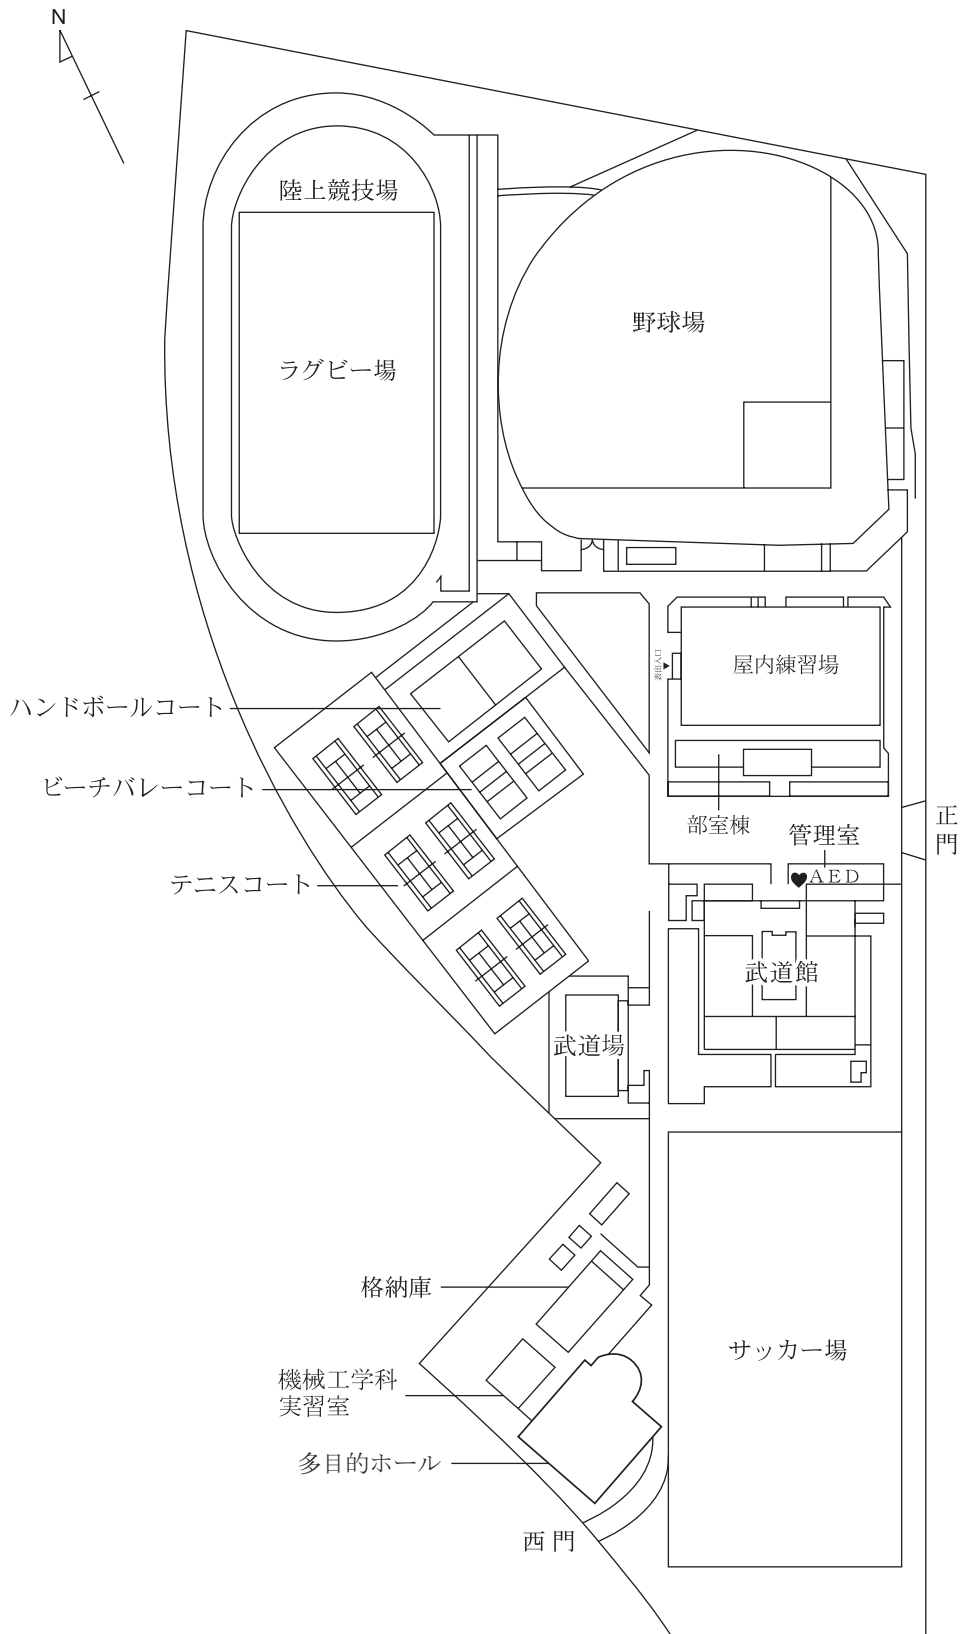 N
陸上競技場
野球場
ラグビー場
屋内練習場
表出入口
ハンドボールコート
ビーチバレーコート
部室棟
正門
管理室
AED
テニスコート
武道館
武道場
格納庫
サッカー場
機械工学科
実習室
多目的ホール
西門